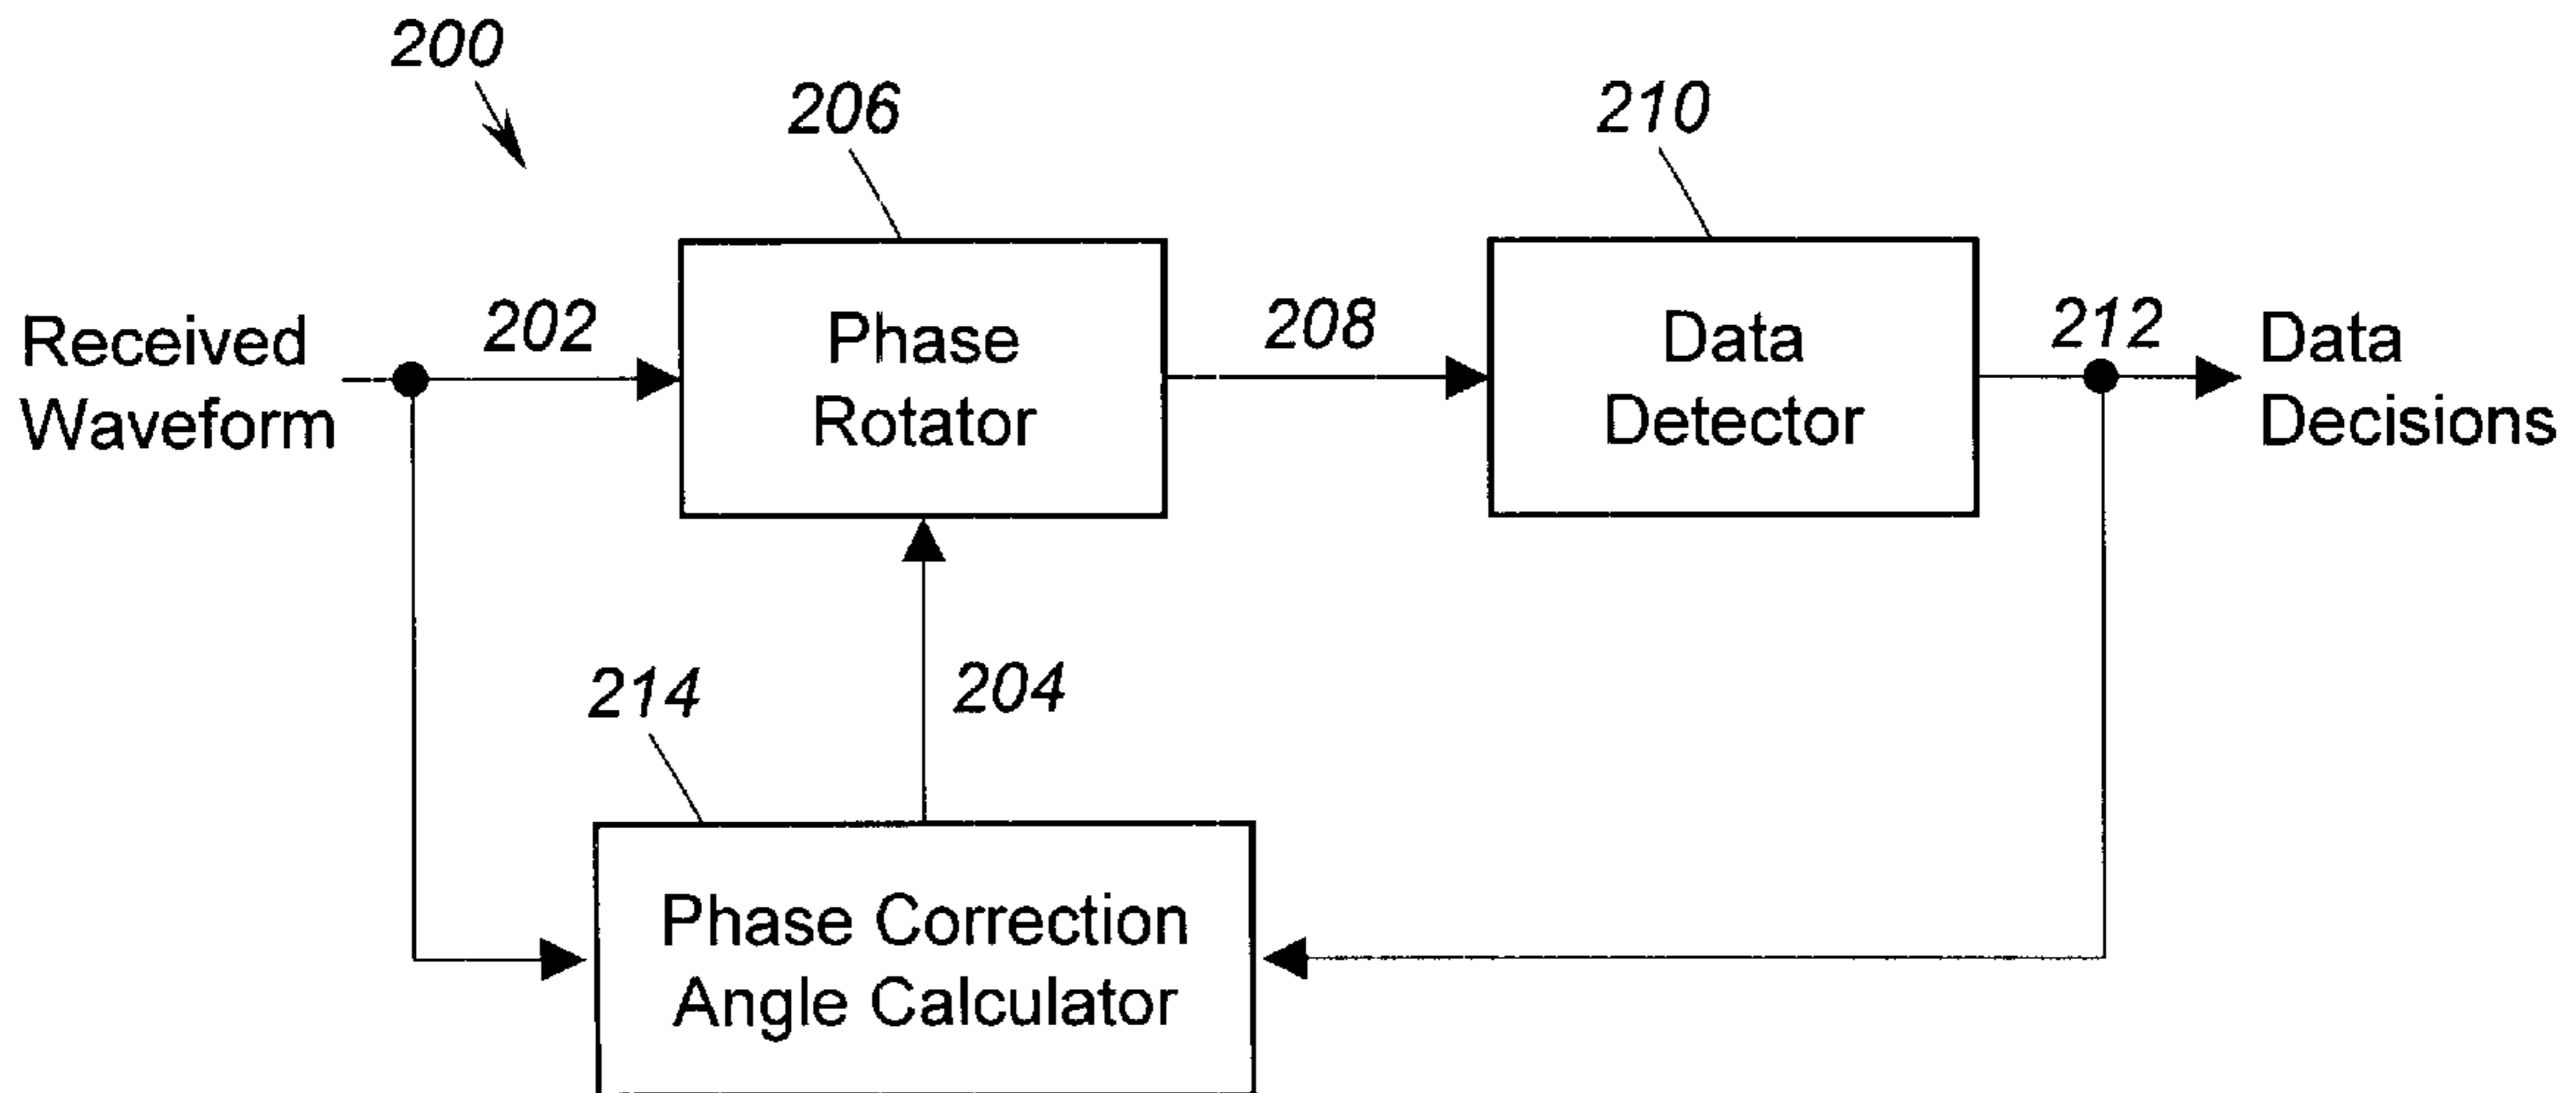 200
206
210
Received
Waveform
202
Phase
Rotator
208
Data
Detector
212
Data
Decisions
214
204
Phase Correction
Angle Calculator